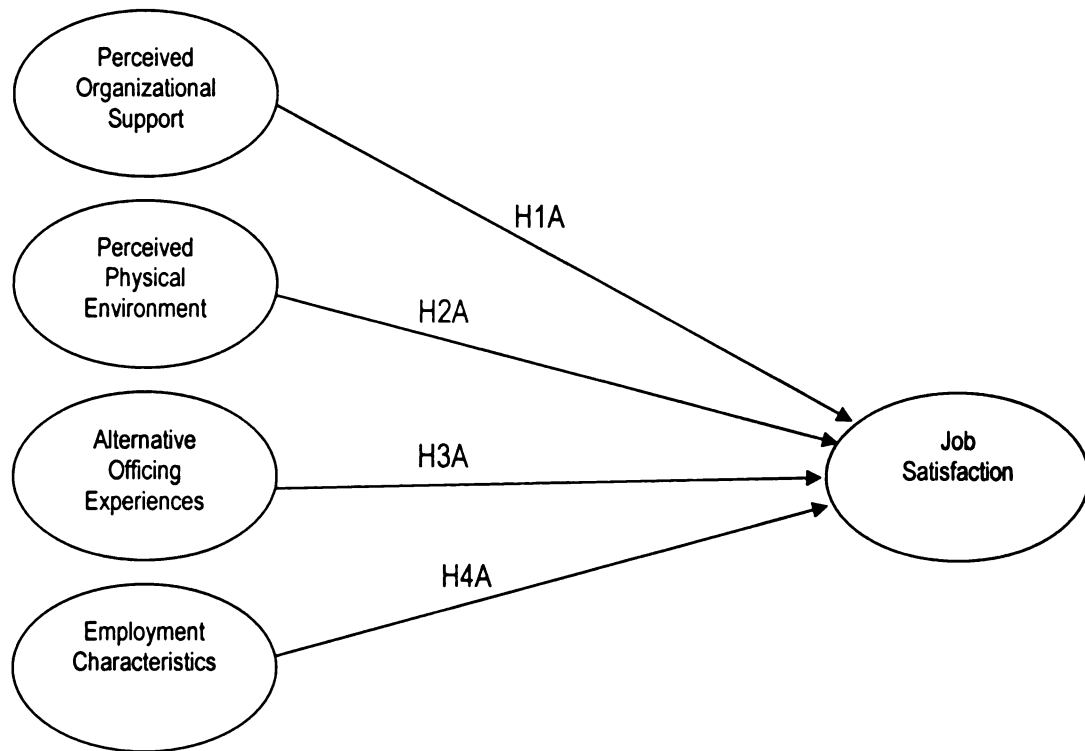 Perceived
Organizational
Support
H1A
Perceived
Physical
Environment
H2A
Alternative
Officing
Experiences
H3A
Job
Satisfaction
Employment
Characteristics
H4A